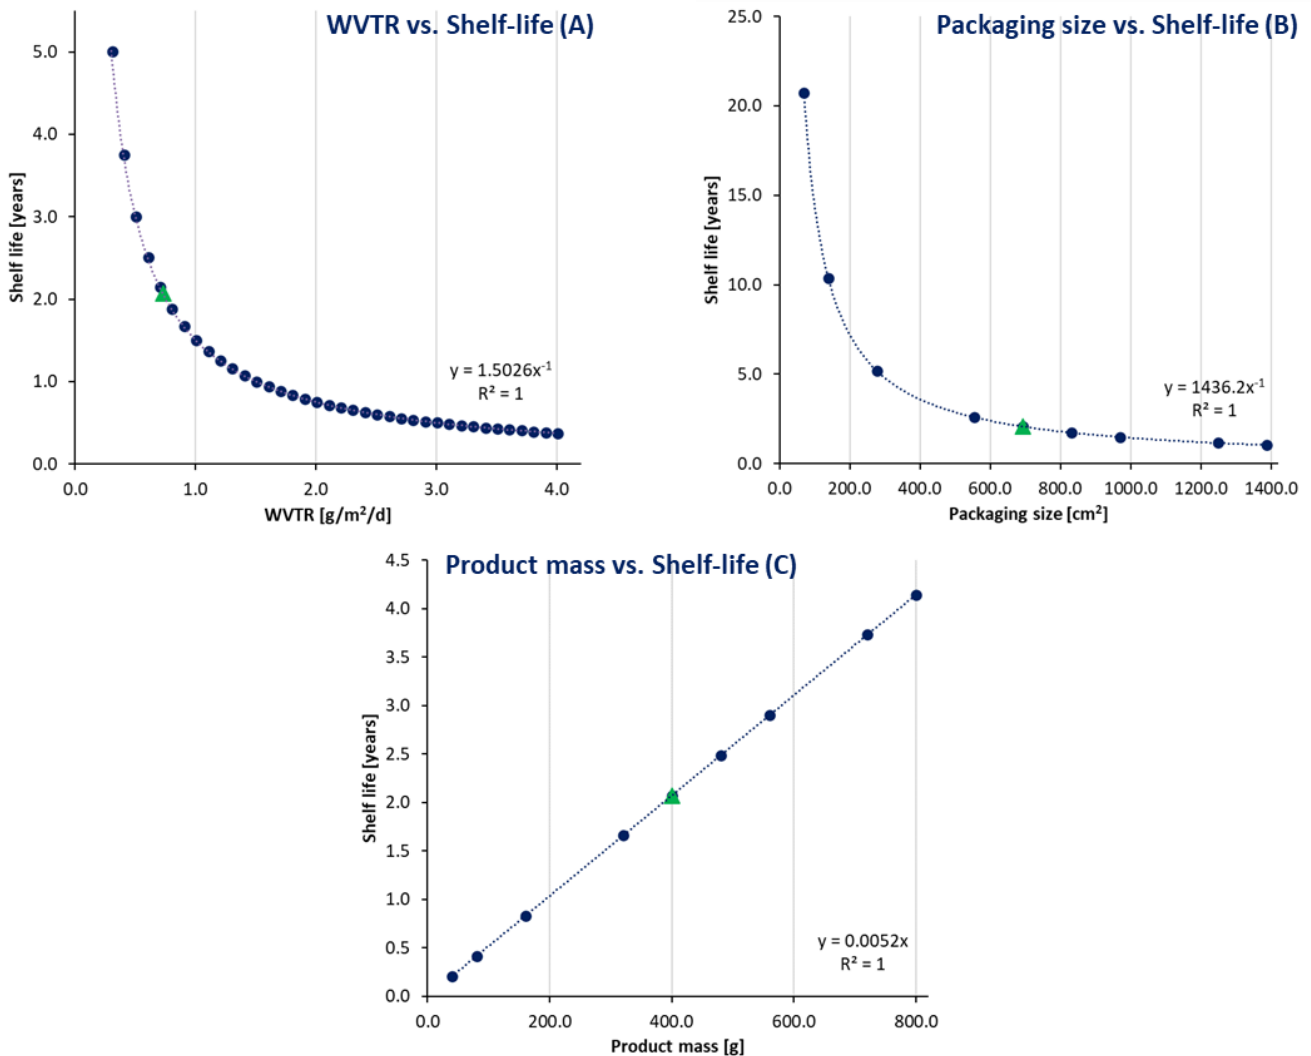 WVTR vs. Shelf-life (A)
5.0
4.0
3.0
2.0
1.0
0.0
Shelf life [years]
y = 1.5026x⁻¹
R² = 1
0.0 1.0 2.0 3.0 4.0
WVTR [g/m²/d]
Packaging size vs. Shelf-life (B)
25.0
20.0
15.0
10.0
5.0
0.0
Shelf life [years]
y = 1436.2x⁻¹
R² = 1
0.0 200.0 400.0 600.0 800.0 1000.0 1200.0 1400.0
Packaging size [cm²]
Product mass vs. Shelf-life (C)
4.5
4.0
3.5
3.0
2.5
2.0
1.5
1.0
0.5
0.0
Shelf life [years]
y = 0.0052x
R² = 1
0.0 200.0 400.0 600.0 800.0
Product mass [g]